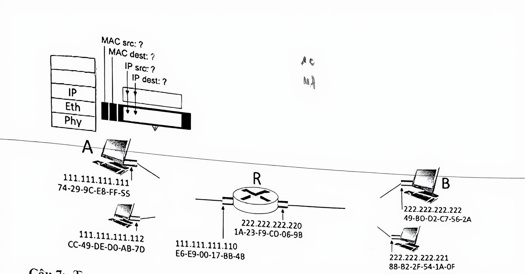 MAC src: ?
MAC dest: ?
IP src: ?
IP dest: ?
IP
Eth
Phy
A
111.111.111.111
74-29-9C-E8-FF-55
111.111.111.112
CC-49-DE-D0-AB-7D
R
222.222.222.220
1A-23-F9-CD-06-9B
111.111.111.110
E6-E9-00-17-BB-4B
B
222.222.222.222
49-BD-D2-C7-56-2A
222.222.222.221
88-B2-2F-54-1A-0F